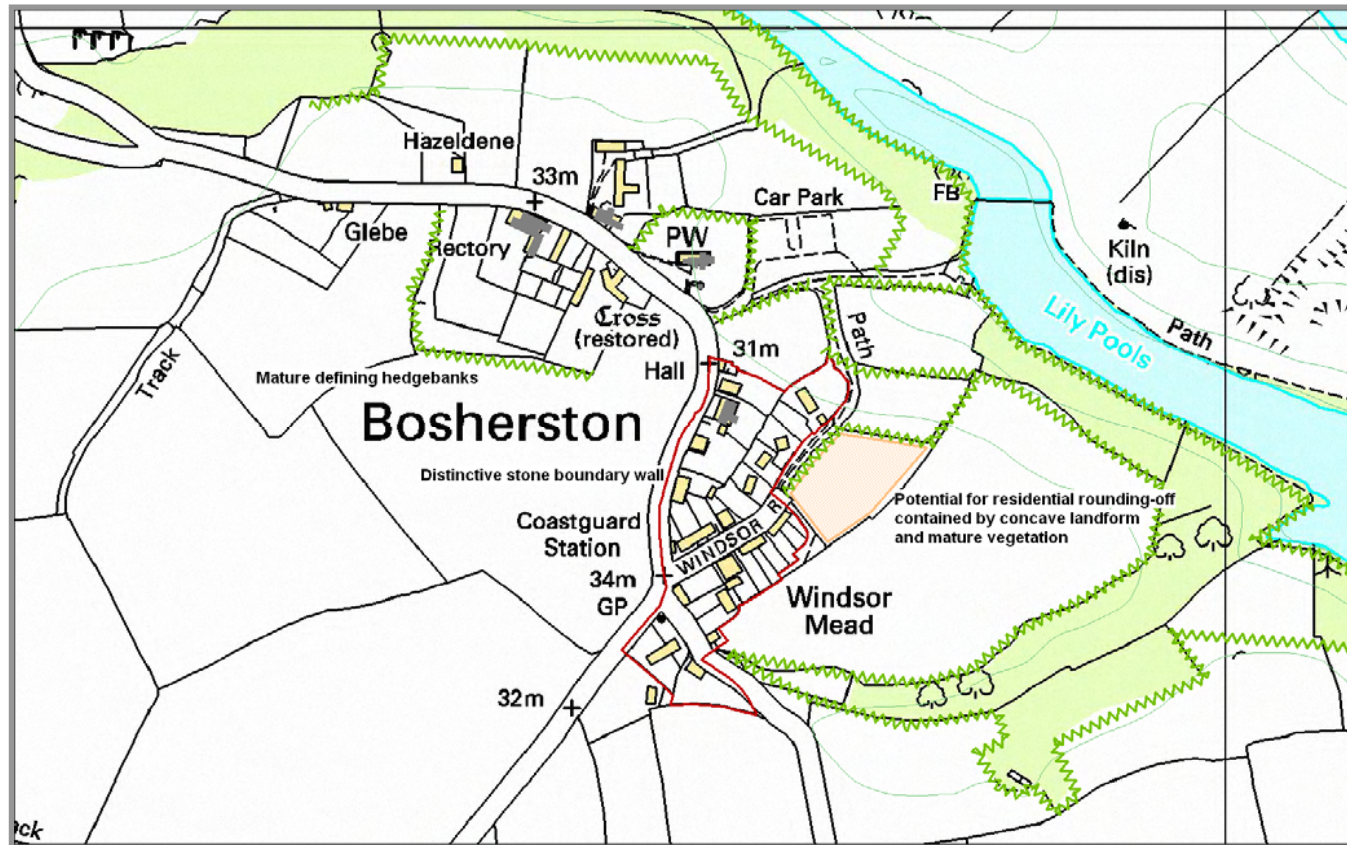 Hazeldene
33m
Car Park
FB
Glebe
Rectory
PW
Kiln
(dis)
Cross
(restored)
Lily Pools
Path
Path
Track
Hall
31m
Mature defining hedgebanks
Bosherston
Distinctive stone boundary wall
Potential for residential rounding-off
contained by concave landform
and mature vegetation
Coastguard
Station
WINDSOR R
34m
GP
Windsor
Mead
32m
ack